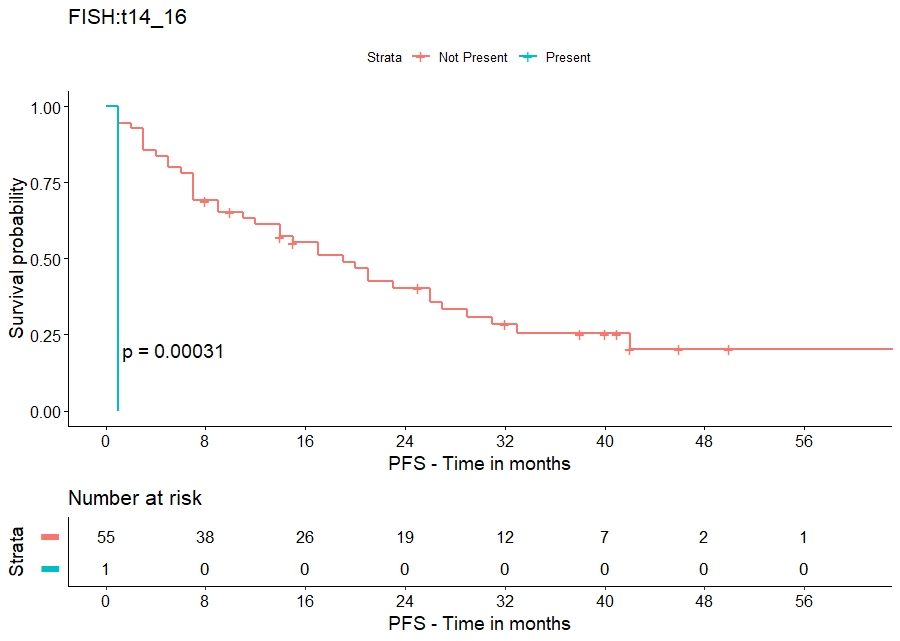 FISH:t14_16
Strata Not Present Present
Survival probability
1.00
0.75
0.50
0.25
0.00
p = 0.00031
0 8 16 24 32 40 48 56
PFS - Time in months
Number at risk
Strata
55 38 26 19 12 7 2 1
1 0 0 0 0 0 0 0
0 8 16 24 32 40 48 56
PFS - Time in months